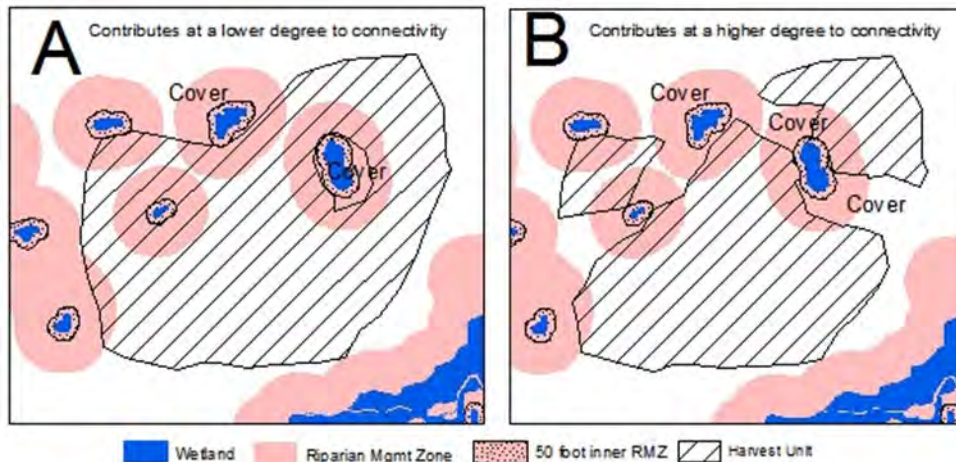 A
Contributes at a lower degree to connectivity
Cover
Cover
B
Contributes at a higher degree to connectivity
Cover
Cover
Cover
Wetland
Riparian Mgmt Zone
50 foot inner RMZ
Harvest Unit